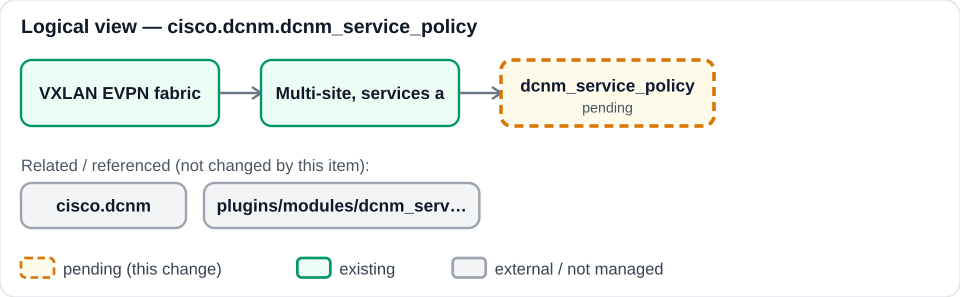 Logical view — cisco.dcnm.dcnm_service_policy
VXLAN EVPN fabric
Multi-site, services a
dcnm_service_policy
pending
Related / referenced (not changed by this item):
cisco.dcnm
plugins/modules/dcnm_serv…
pending (this change)
existing
external / not managed